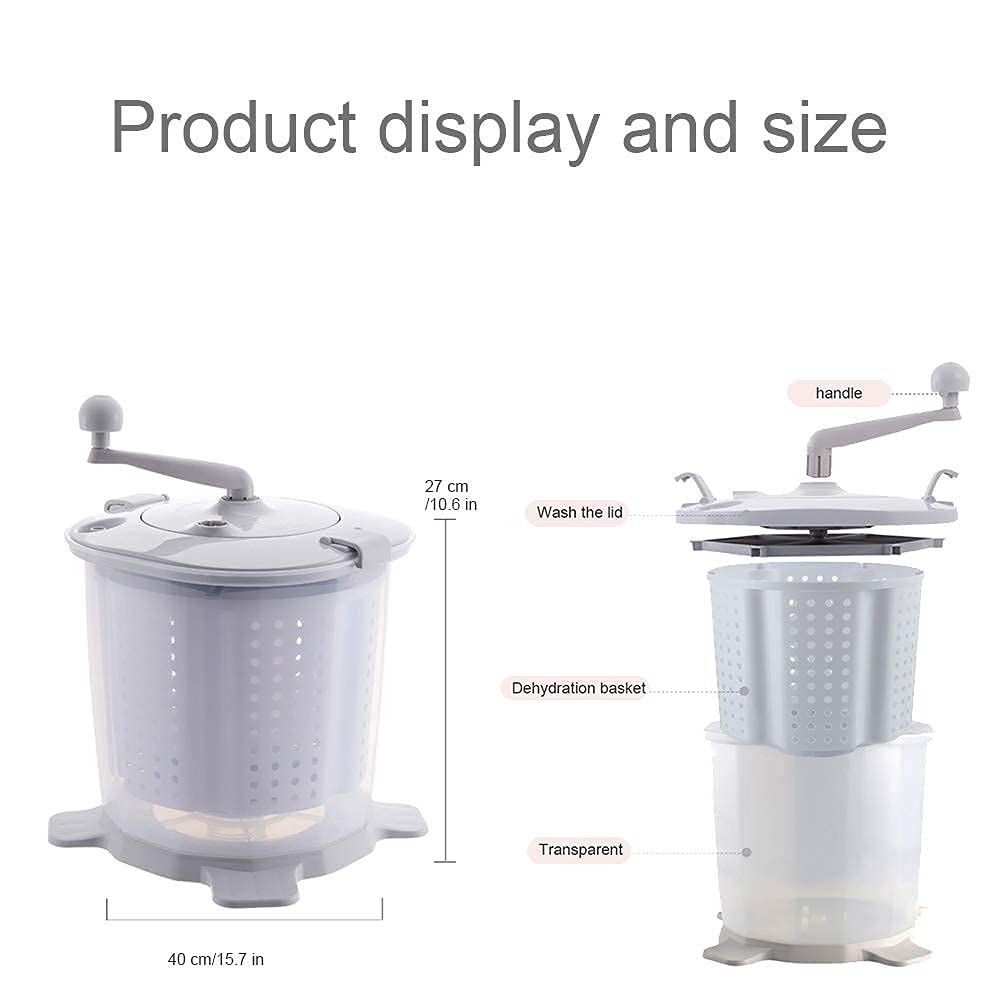 Product display and size
27 cm
/10.6 in
40 cm/15.7 in
handle
Wash the lid
Dehydration basket
Transparent